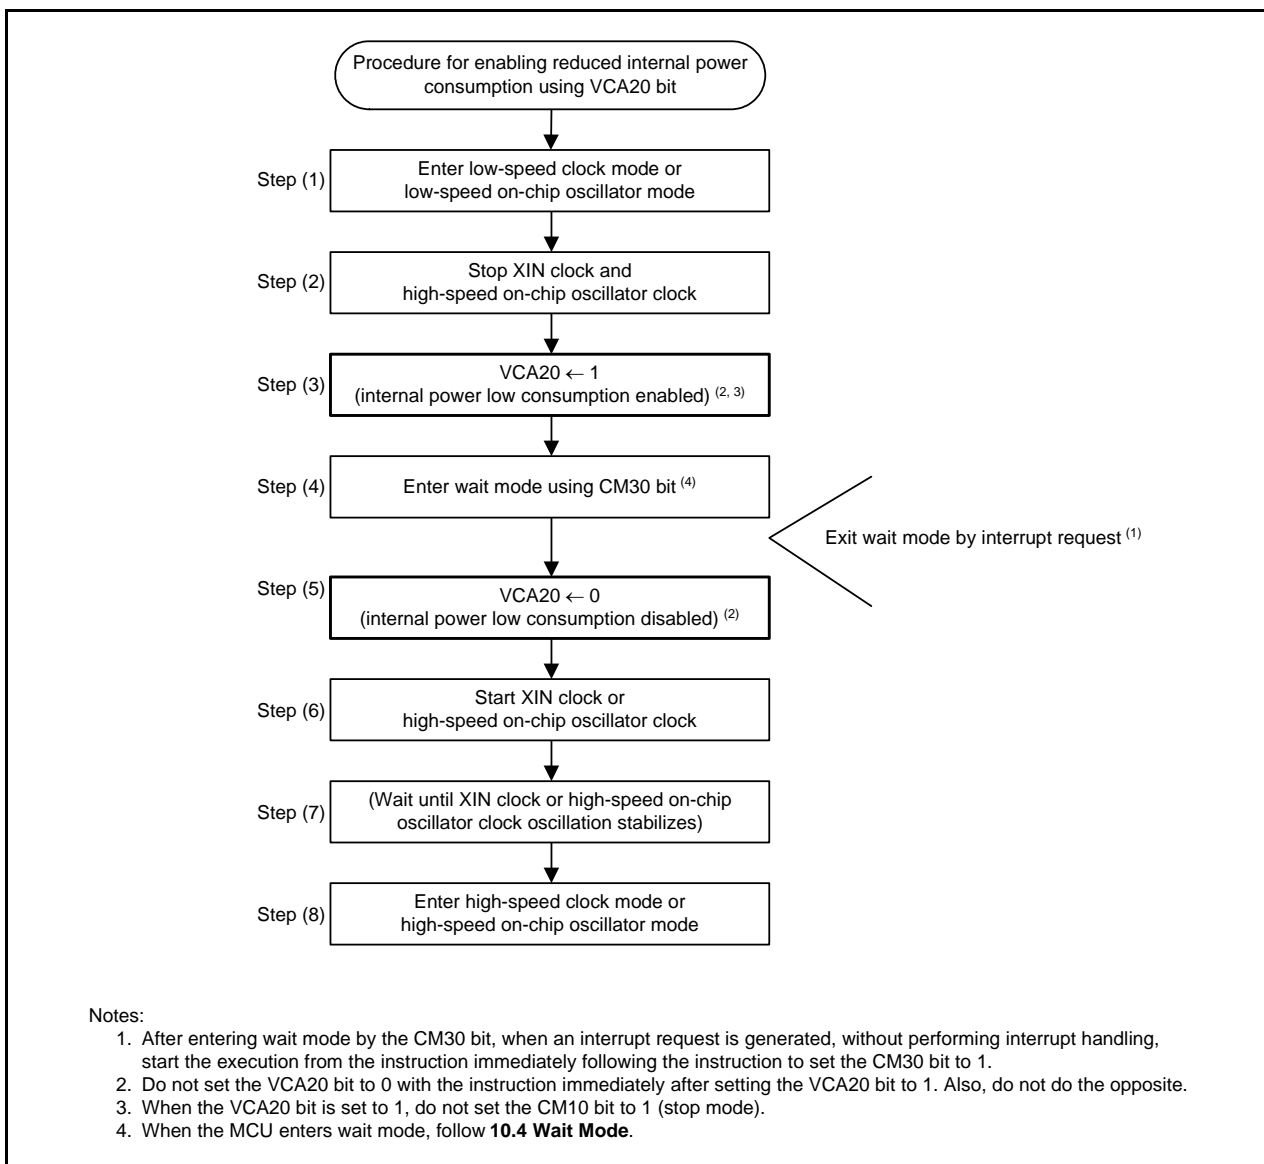 Procedure for enabling reduced internal power
consumption using VCA20 bit
Step (1)
Enter low-speed clock mode or
low-speed on-chip oscillator mode
Step (2)
Stop XIN clock and
high-speed on-chip oscillator clock
Step (3)
VCA20 ← 1
(internal power low consumption enabled) (2, 3)
Step (4)
Enter wait mode using CM30 bit (4)
Exit wait mode by interrupt request (1)
Step (5)
VCA20 ← 0
(internal power low consumption disabled) (2)
Step (6)
Start XIN clock or
high-speed on-chip oscillator clock
Step (7)
(Wait until XIN clock or high-speed on-chip
oscillator clock oscillation stabilizes)
Step (8)
Enter high-speed clock mode or
high-speed on-chip oscillator mode
Notes:
1. After entering wait mode by the CM30 bit, when an interrupt request is generated, without performing interrupt handling,
start the execution from the instruction immediately following the instruction to set the CM30 bit to 1.
2. Do not set the VCA20 bit to 0 with the instruction immediately after setting the VCA20 bit to 1. Also, do not do the opposite.
3. When the VCA20 bit is set to 1, do not set the CM10 bit to 1 (stop mode).
4. When the MCU enters wait mode, follow 10.4 Wait Mode.